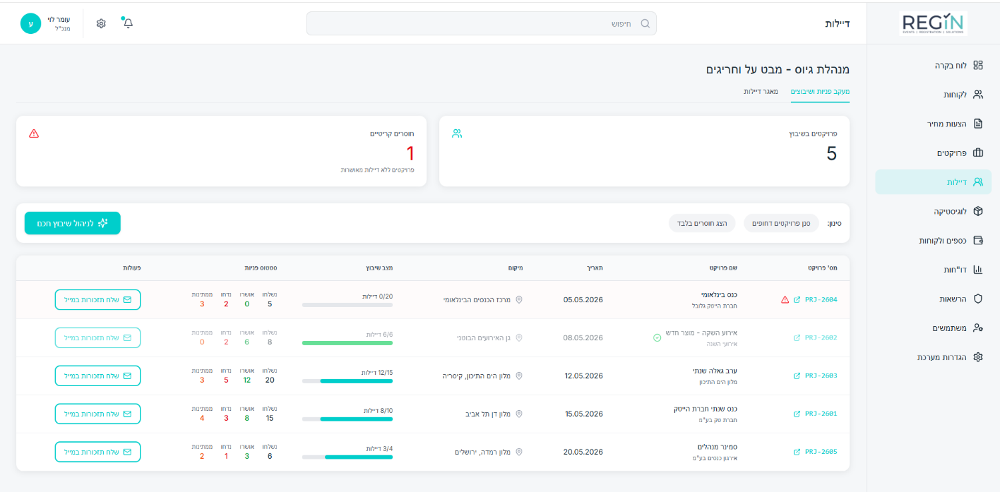 REGiN
EVENTS | REGISTRATION | SOLUTIONS
דיילות
חיפוש
עומר לוי
מנכ"ל
ע
לוח בקרה
לקוחות
הצעות מחיר
פרויקטים
דיילות
לוגיסטיקה
כספים ולקוחות
דו"חות
הרשאות
משתמשים
הגדרות מערכת
מנהלת גיוס - מבט על וחריגים
מעקב פניות ושיבוצים
מאגר דיילות
פרויקטים בשיבוץ
5
חוסרים קריטיים
1
פרויקטים ללא דיילות מאושרות
סינון:
סנן פרויקטים דחופים
הצג חוסרים בלבד
לניהול שיבוץ חכם
מס' פרויקט שם פרויקט תאריך מיקום מצב שיבוץ סטטוס פניות פעולות
PRJ-2604
כנס בינלאומי
חברת הייטק גלובל
05.05.2026
מרכז הכנסים הבינלאומי
0/20 דיילות
נשלחו אושרו נדחו ממתינות
5 0 2 3
שלח תזכורות במייל
PRJ-2602
אירוע השקה - מוצר חדש
אירועי השנה
08.05.2026
גן האירועים הבוטני
6/6 דיילות
נשלחו אושרו נדחו ממתינות
8 6 2 0
שלח תזכורות במייל
PRJ-2603
ערב גאלה שנתי
מלון הים התיכון
12.05.2026
מלון הים התיכון, קיסריה
12/15 דיילות
נשלחו אושרו נדחו ממתינות
20 12 5 3
שלח תזכורות במייל
PRJ-2601
כנס שנתי חברת הייטק
חברת טק בע"מ
15.05.2026
מלון דן תל אביב
8/10 דיילות
נשלחו אושרו נדחו ממתינות
15 8 3 4
שלח תזכורות במייל
PRJ-2605
סמינר מנהלים
אירגון כנסים בע"מ
20.05.2026
מלון רמדה, ירושלים
3/4 דיילות
נשלחו אושרו נדחו ממתינות
6 3 1 2
שלח תזכורות במייל